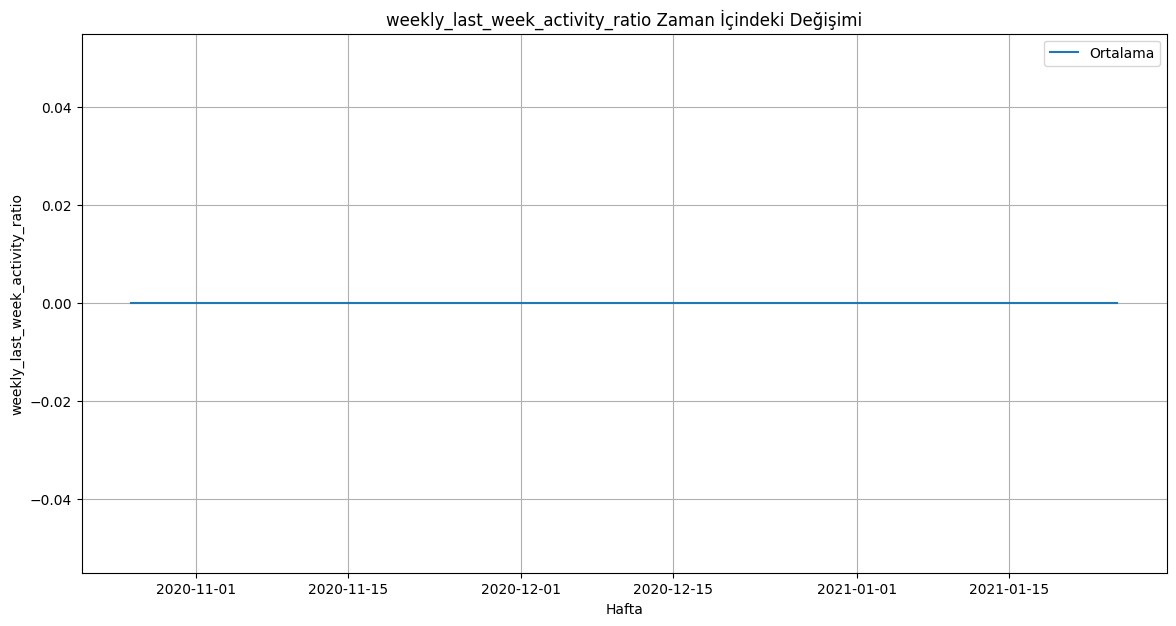 weekly_last_week_activity_ratio Zaman İçindeki Değişimi
Ortalama
weekly_last_week_activity_ratio
0.04
0.02
0.00
−0.02
−0.04
2020-11-01
2020-11-15
2020-12-01
2020-12-15
2021-01-01
2021-01-15
Hafta